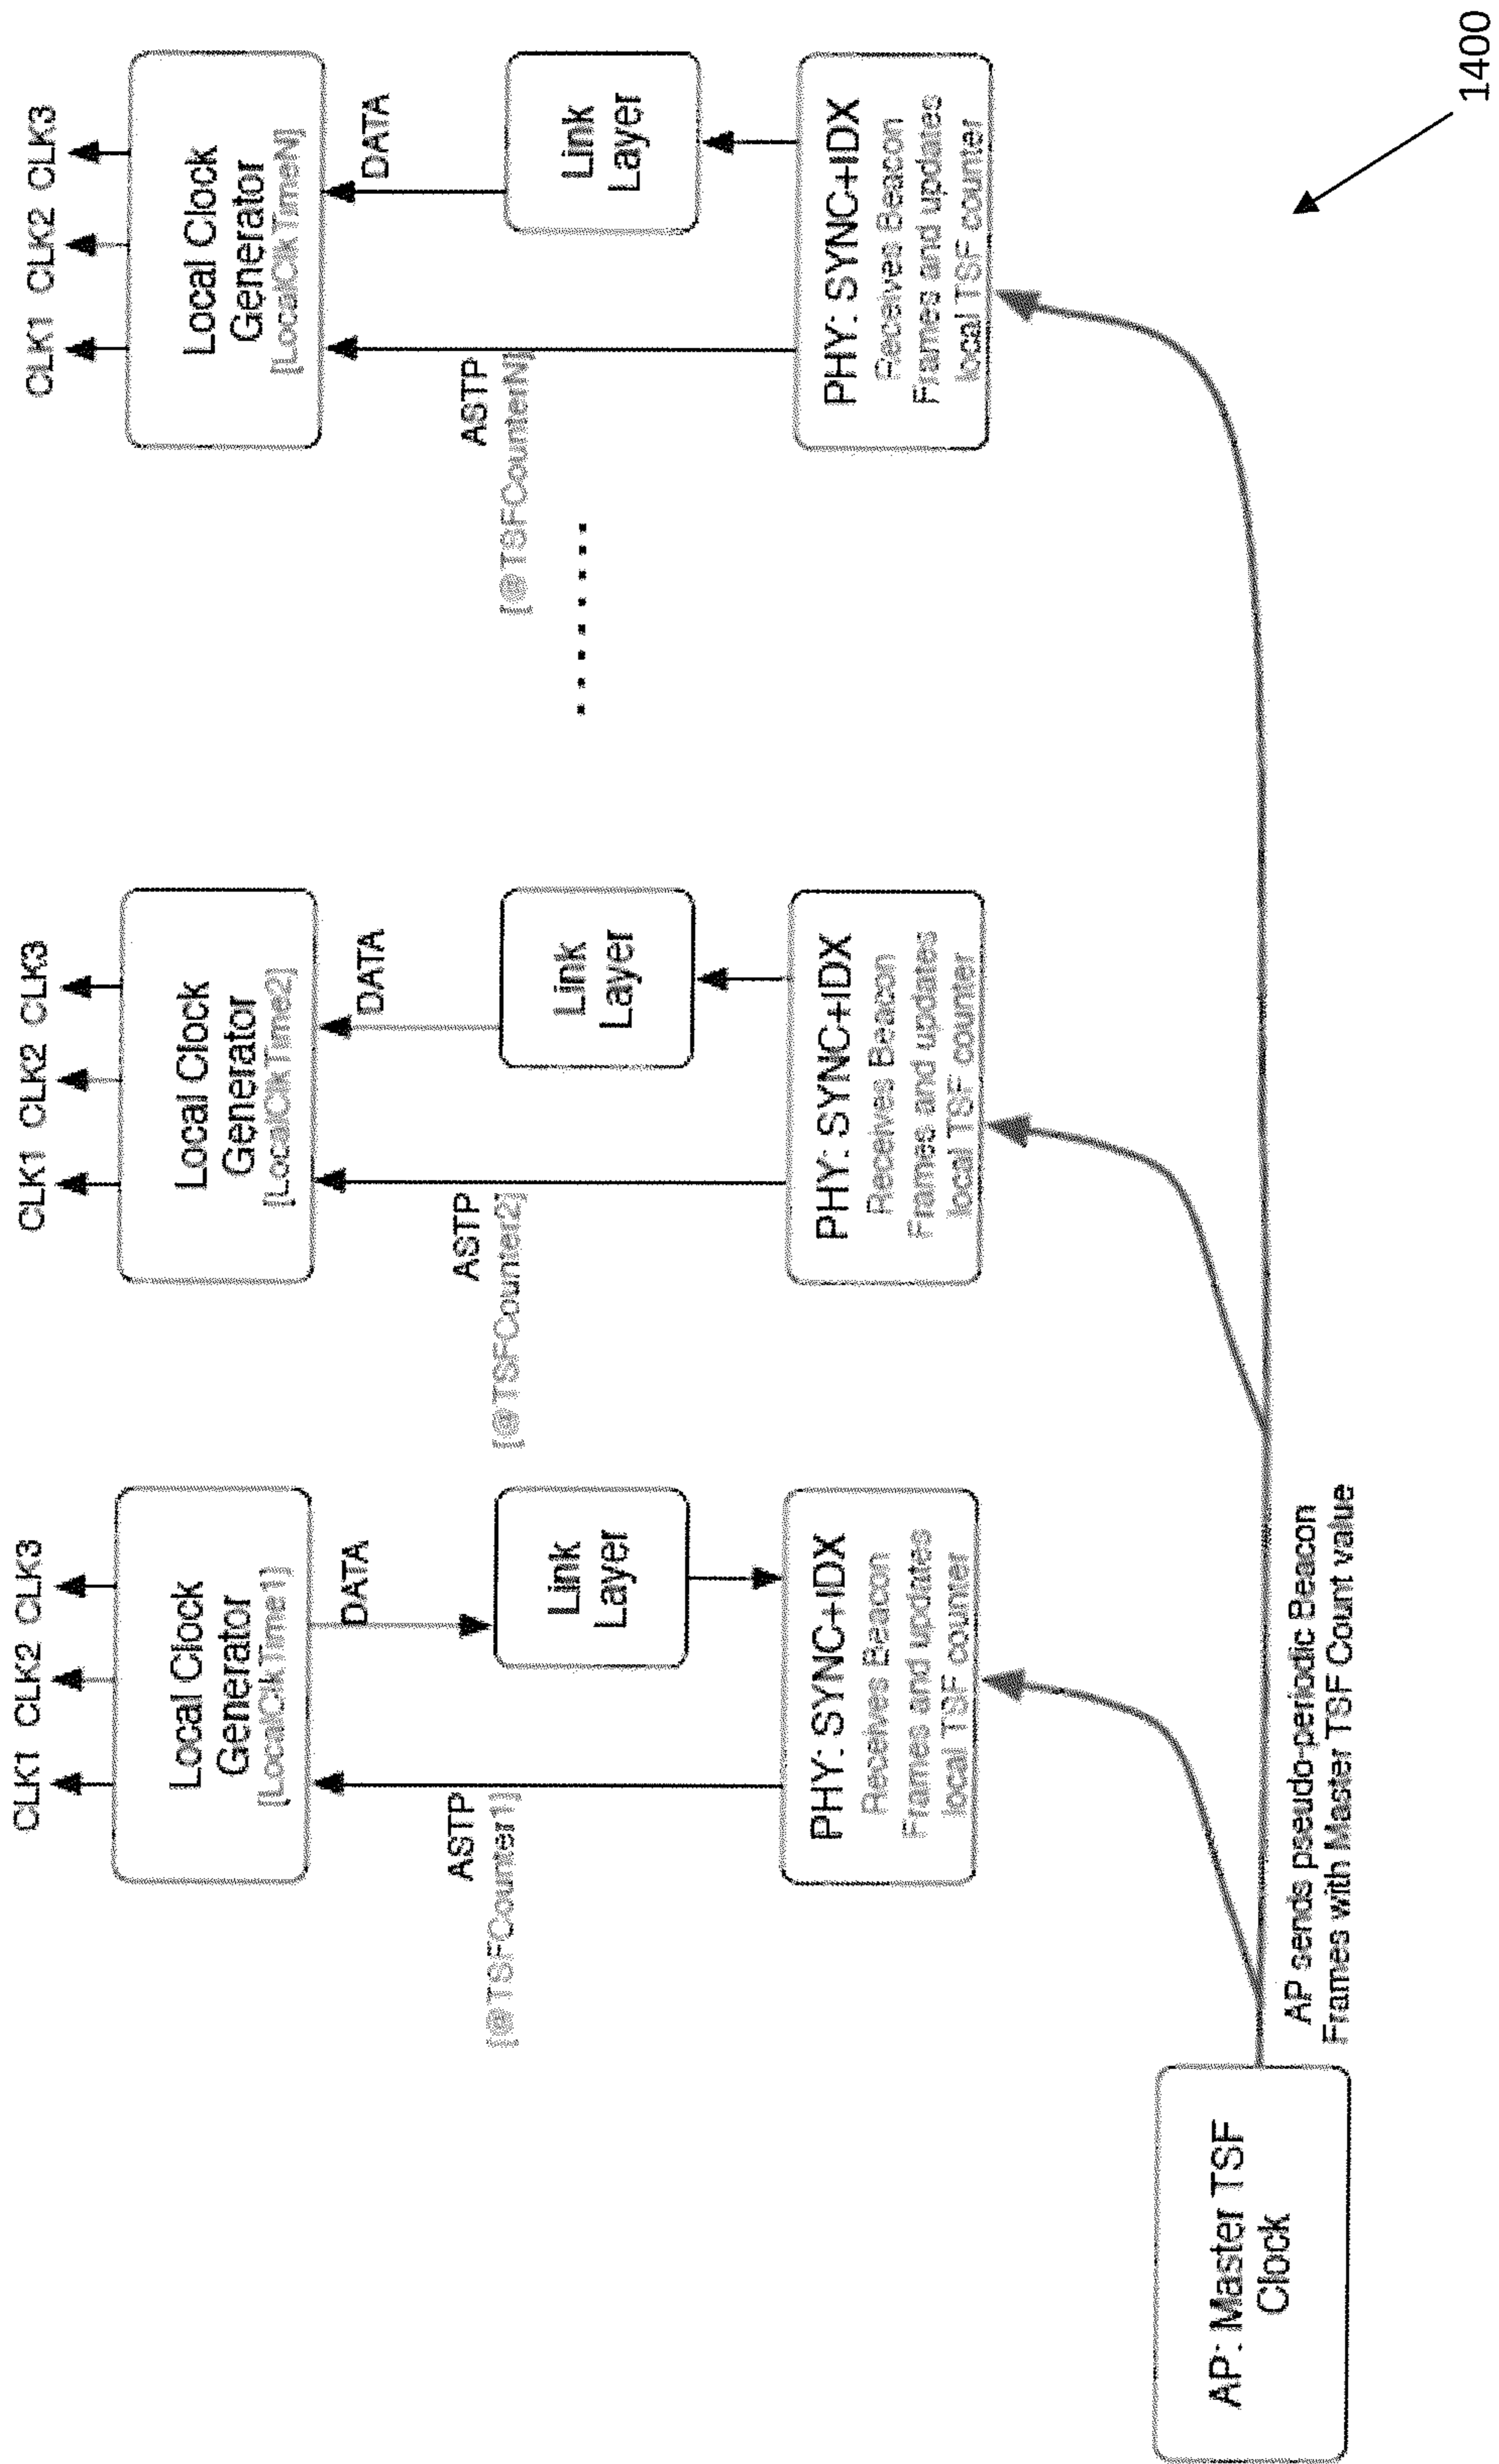 CLK1 CLK2 CLK3
Local Clock
Generator
[LocalClkTime1]
DATA
ASTP
[@TSFCounter1]
Link
Layer
PHY: SYNC+IDX
Receives Beacon
Frames and updates
local TSF counter
CLK1 CLK2 CLK3
Local Clock
Generator
[LocalClkTime2]
DATA
ASTP
[@TSFCounter2]
Link
Layer
PHY: SYNC+IDX
Receives Beacon
Frames and updates
local TSF counter
CLK1 CLK2 CLK3
Local Clock
Generator
[LocalClkTimeN]
DATA
ASTP
[@TSFCounterN]
Link
Layer
PHY: SYNC+IDX
Receives Beacon
Frames and updates
local TSF counter
AP: Master TSF
Clock
AP sends pseudo-periodic Beacon
Frames with Master TSF Count value
1400